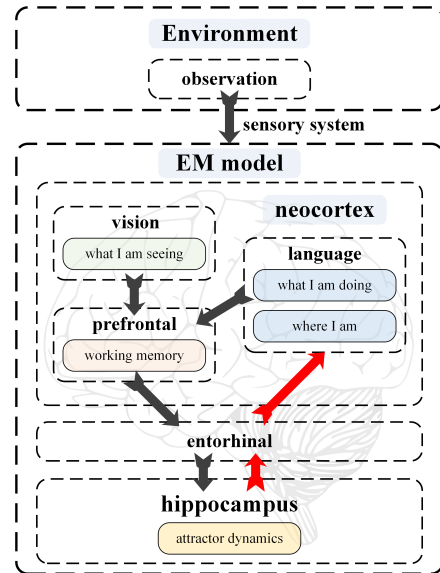 Environment
observation
sensory system
EM model
neocortex
vision
what I am seeing
language
what I am doing
where I am
prefrontal
working memory
entorhinal
hippocampus
attractor dynamics